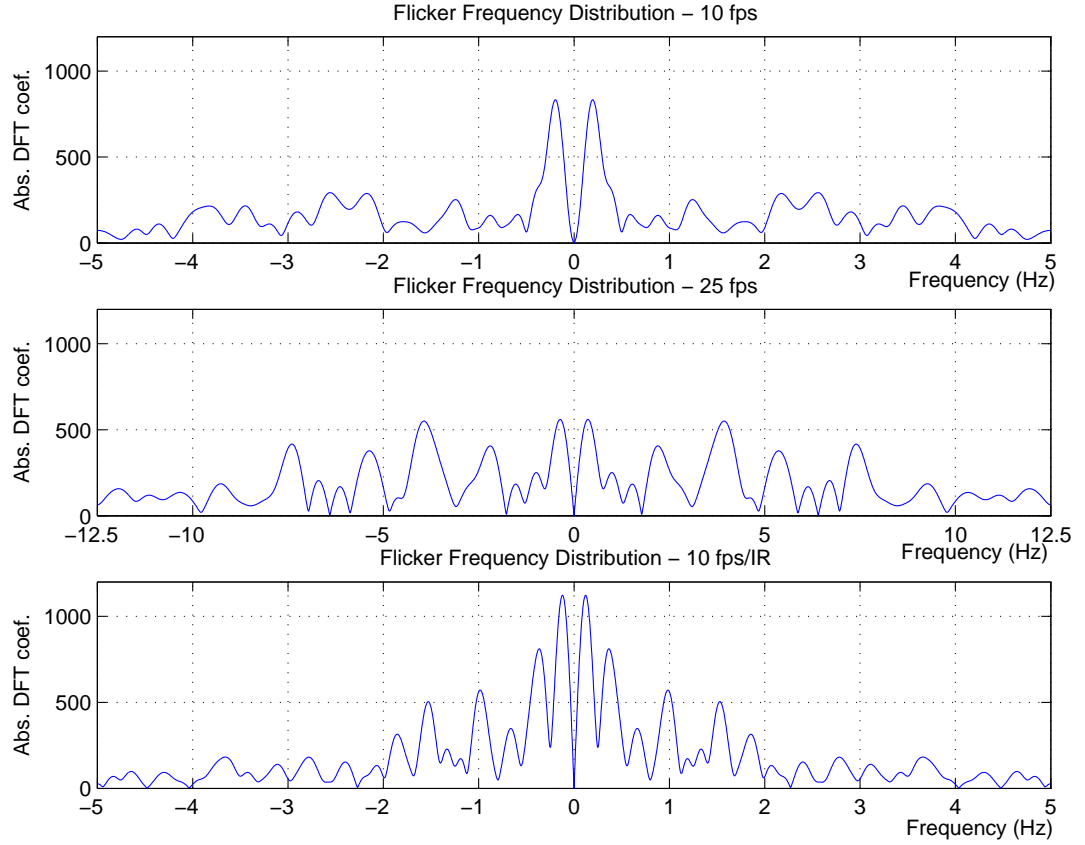 Flicker Frequency Distribution − 10 fps
Abs. DFT coef.
1000
500
0
−5 −4 −3 −2 −1 0 1 2 3 4 5
Frequency (Hz)
Flicker Frequency Distribution − 25 fps
Abs. DFT coef.
1000
500
0
−12.5 −10 −5 0 5 10 12.5
Frequency (Hz)
Flicker Frequency Distribution − 10 fps/IR
Abs. DFT coef.
1000
500
0
−5 −4 −3 −2 −1 0 1 2 3 4 5
Frequency (Hz)